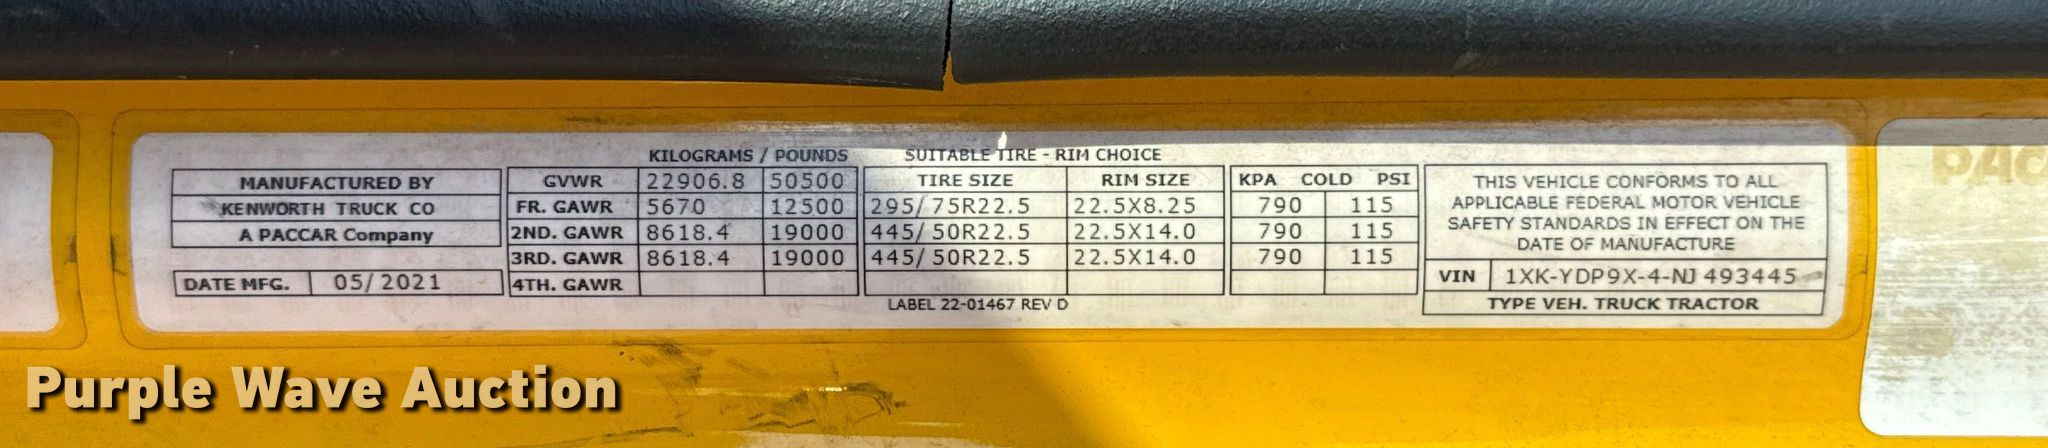 KILOGRAMS / POUNDS SUITABLE TIRE - RIM CHOICE
MANUFACTURED BY
KENWORTH TRUCK CO
A PACCAR Company
DATE MFG. 05/2021
GVWR 22906.8 50500 TIRE SIZE RIM SIZE KPA COLD PSI
FR. GAWR 5670 12500 295/75R22.5 22.5X8.25 790 115
2ND. GAWR 8618.4 19000 445/50R22.5 22.5X14.0 790 115
3RD. GAWR 8618.4 19000 445/50R22.5 22.5X14.0 790 115
4TH. GAWR
LABEL 22-01467 REV D
THIS VEHICLE CONFORMS TO ALL
APPLICABLE FEDERAL MOTOR VEHICLE
SAFETY STANDARDS IN EFFECT ON THE
DATE OF MANUFACTURE
VIN 1XK-YDP9X-4-NJ493445
TYPE VEH. TRUCK TRACTOR
Purple Wave Auction